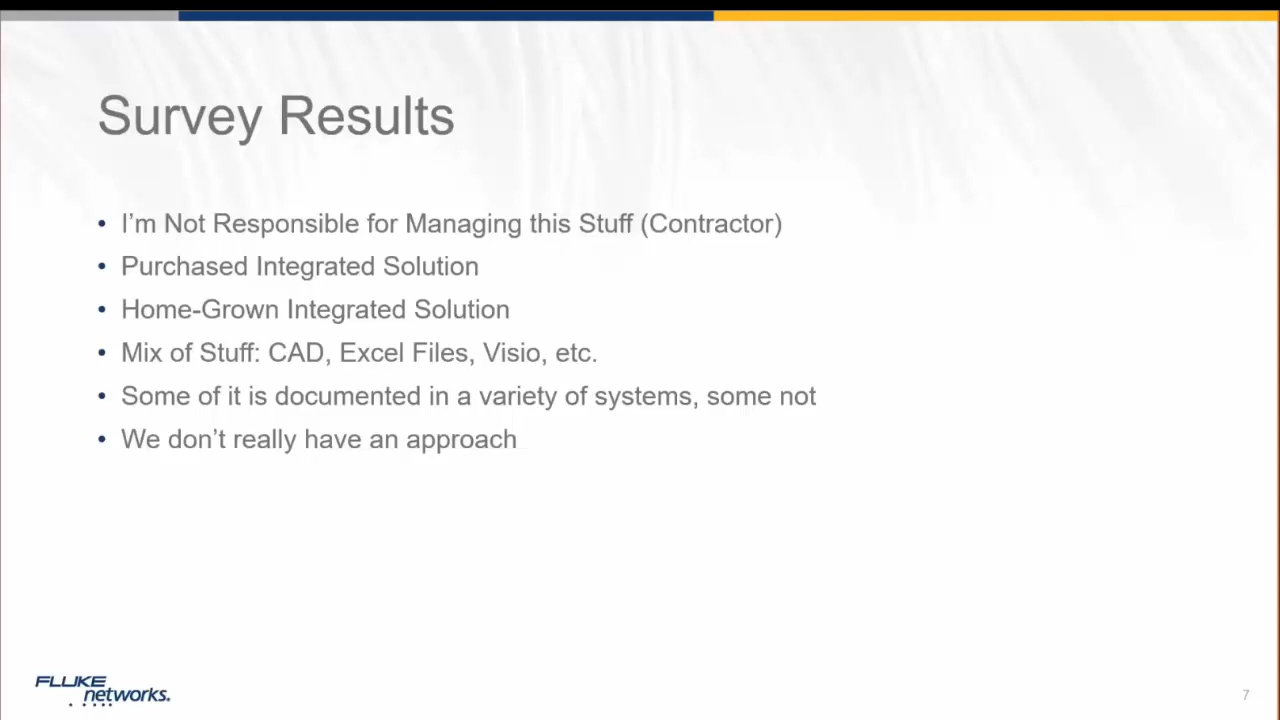 Survey Results
• I’m Not Responsible for Managing this Stuff (Contractor)
• Purchased Integrated Solution
• Home-Grown Integrated Solution
• Mix of Stuff: CAD, Excel Files, Visio, etc.
• Some of it is documented in a variety of systems, some not
• We don’t really have an approach
FLUKE
networks.
7